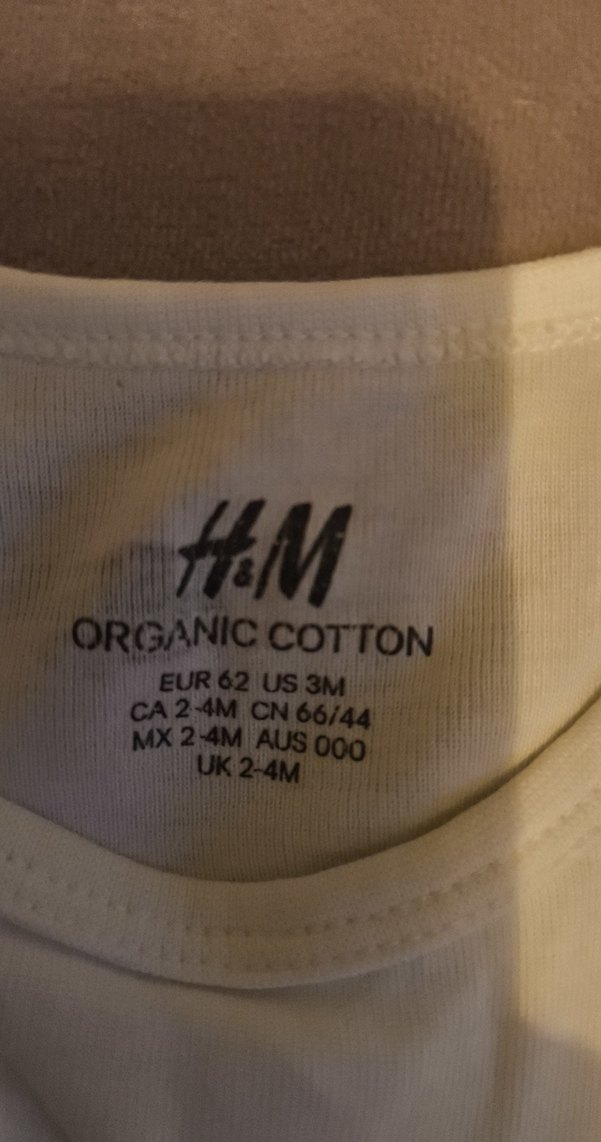 H&M
ORGANIC COTTON
EUR 62 US 3M
CA 2-4M CN 66/44
MX 2-4M AUS 000
UK 2-4M